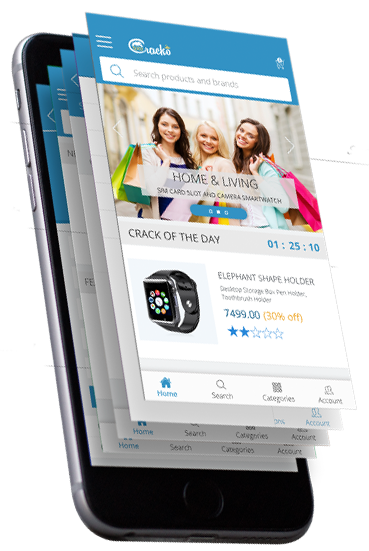 Cracko
Search products and brands
HOME & LIVING
SIM CARD SLOT AND CAMERA SMARTWATCH
CRACK OF THE DAY
01 : 25 : 10
ELEPHANT SHAPE HOLDER
Desktop Storage Box Pen Holder,
Toothbrush Holder
7499.00 (30% off)
Home Search Categories Account
Home Search Categories Account
Home Search Categories Account